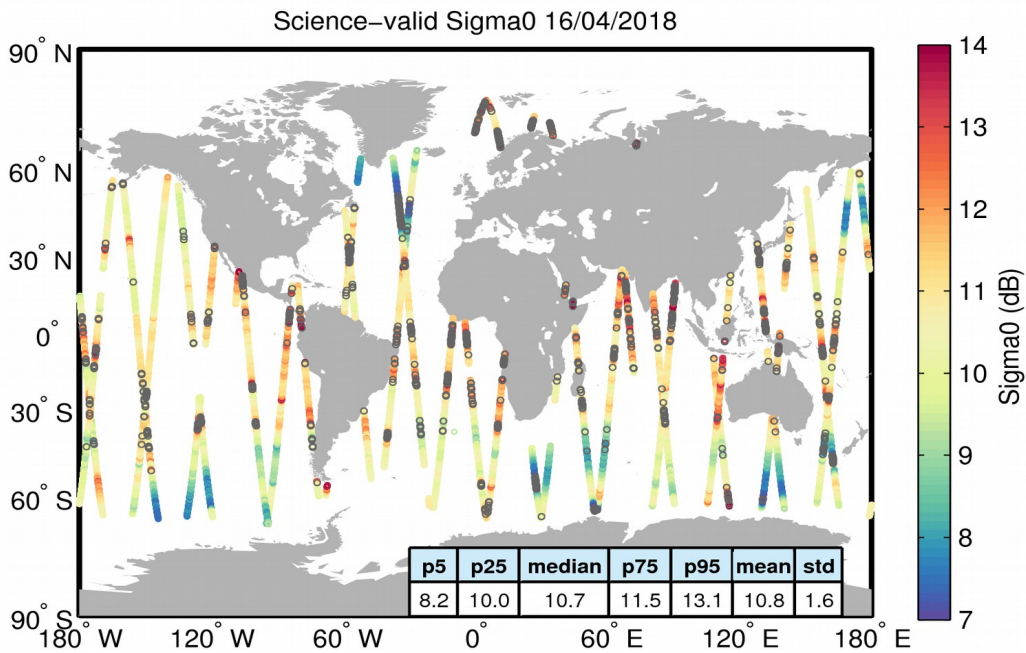 Science−valid Sigma0 16/04/2018
90° N
60° N
30° N
0°
30° S
60° S
90° S
180° W
120° W
60° W
0°
60° E
120° E
180° E
14
13
12
11
10
9
8
7
Sigma0 (dB)
p5 p25 median p75 p95 mean std
8.2 10.0 10.7 11.5 13.1 10.8 1.6